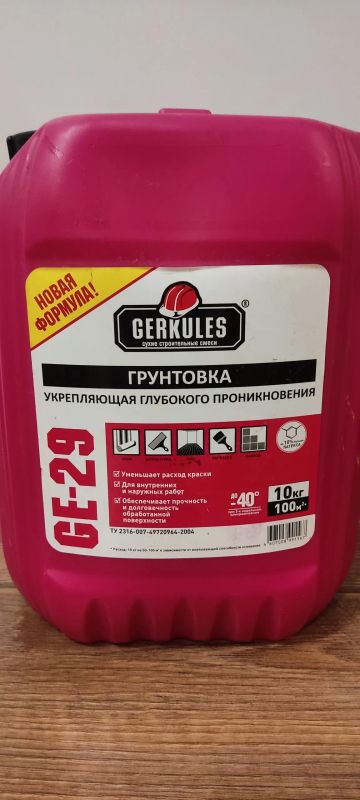 НОВАЯ
ФОРМУЛА!
GERKULES®
сухие строительные смеси
ГРУНТОВКА
УКРЕПЛЯЮЩАЯ ГЛУБОКОГО ПРОНИКНОВЕНИЯ
GE-29
Уменьшает расход краски
Для внутренних
и наружных работ
Обеспечивает прочность
и долговечность
обработанной
поверхности
ДО
-40°
10кг
100м²*
ТУ 2316-007-49720964-2004